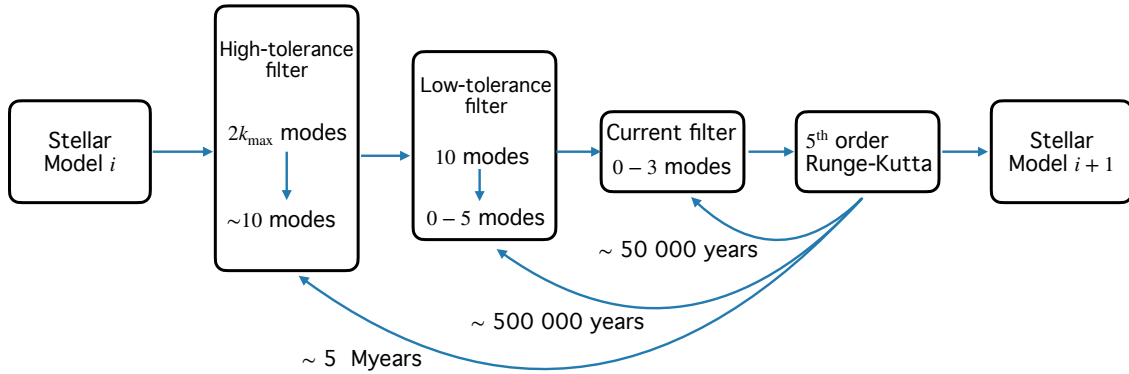 Stellar
Model i
High-tolerance
filter
2k_max modes
~10 modes
Low-tolerance
filter
10 modes
0 – 5 modes
Current filter
0 – 3 modes
5th order
Runge-Kutta
Stellar
Model i + 1
~ 50 000 years
~ 500 000 years
~ 5 Myears